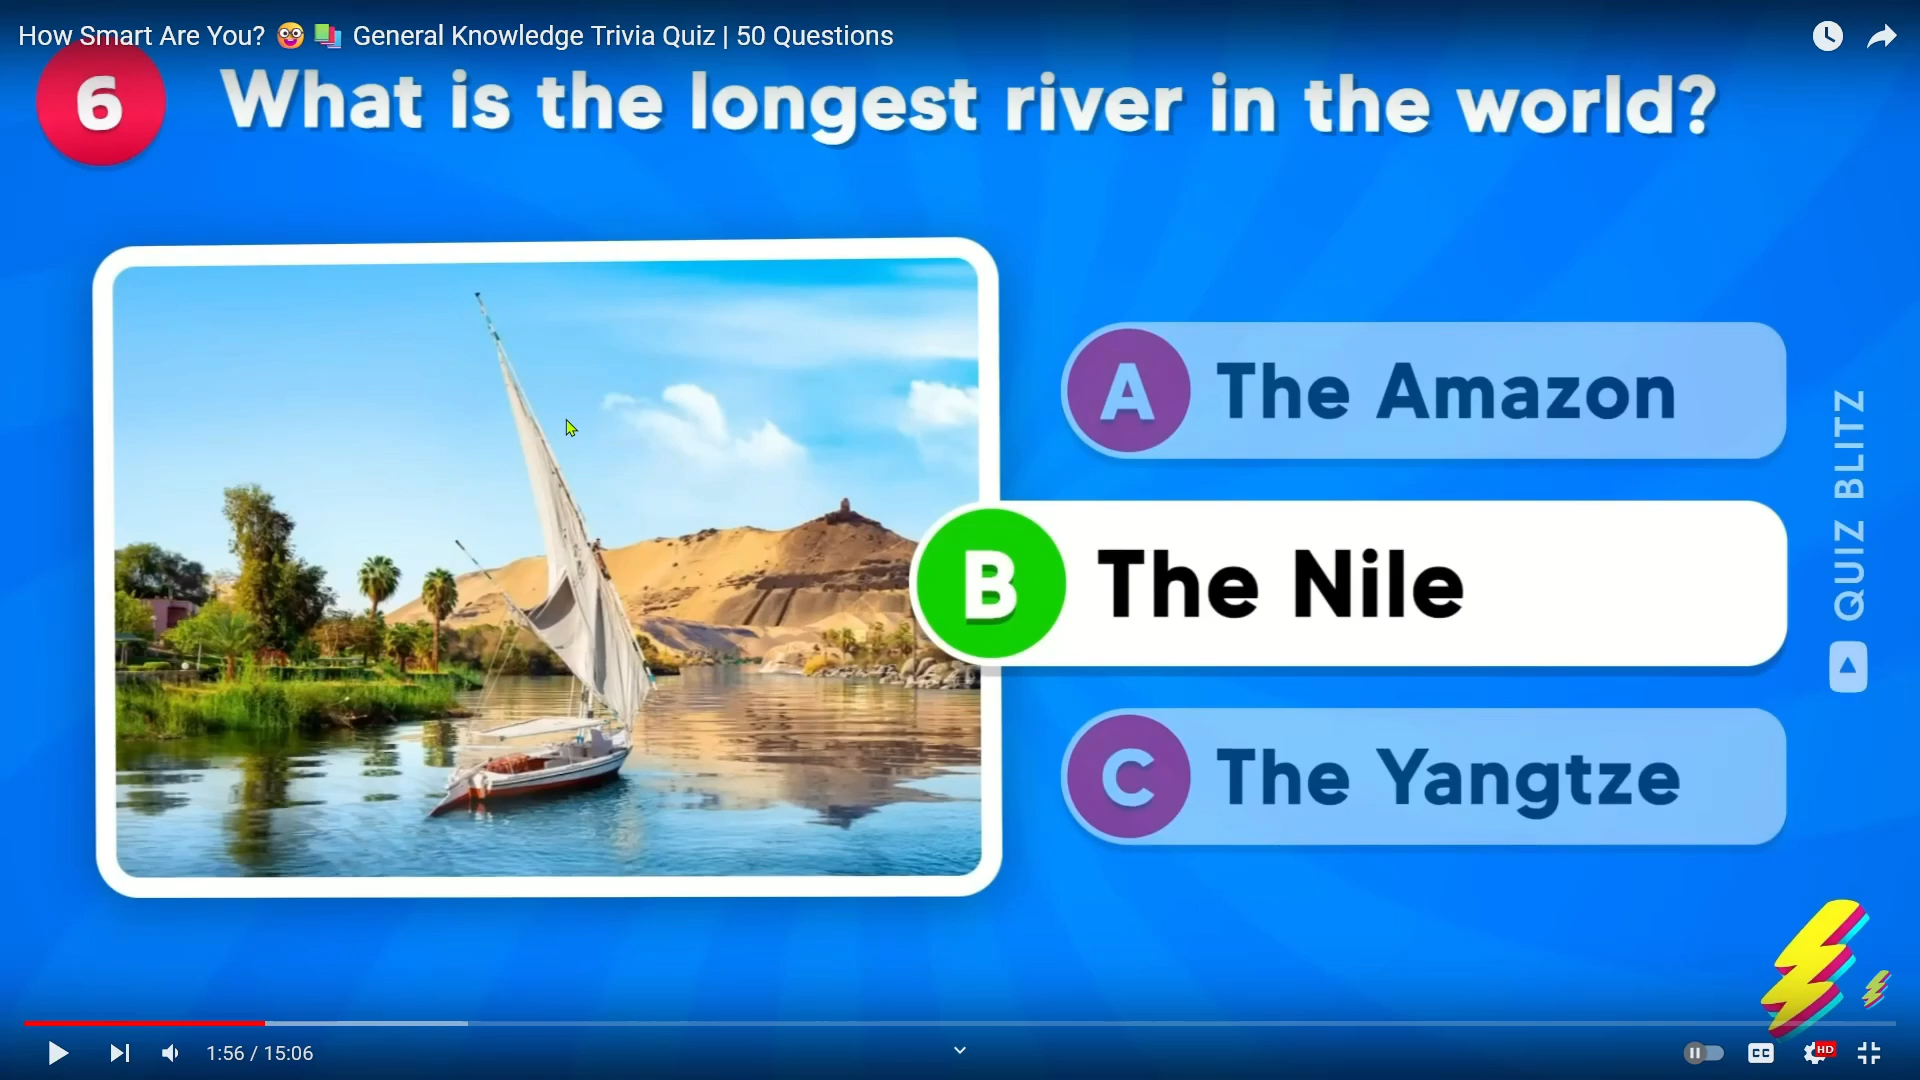 How Smart Are You? 🤓 📚 General Knowledge Trivia Quiz | 50 Questions
6 What is the longest river in the world?
A The Amazon
B The Nile
C The Yangtze
QUIZ BLITZ
1:56 / 15:06
CC
HD